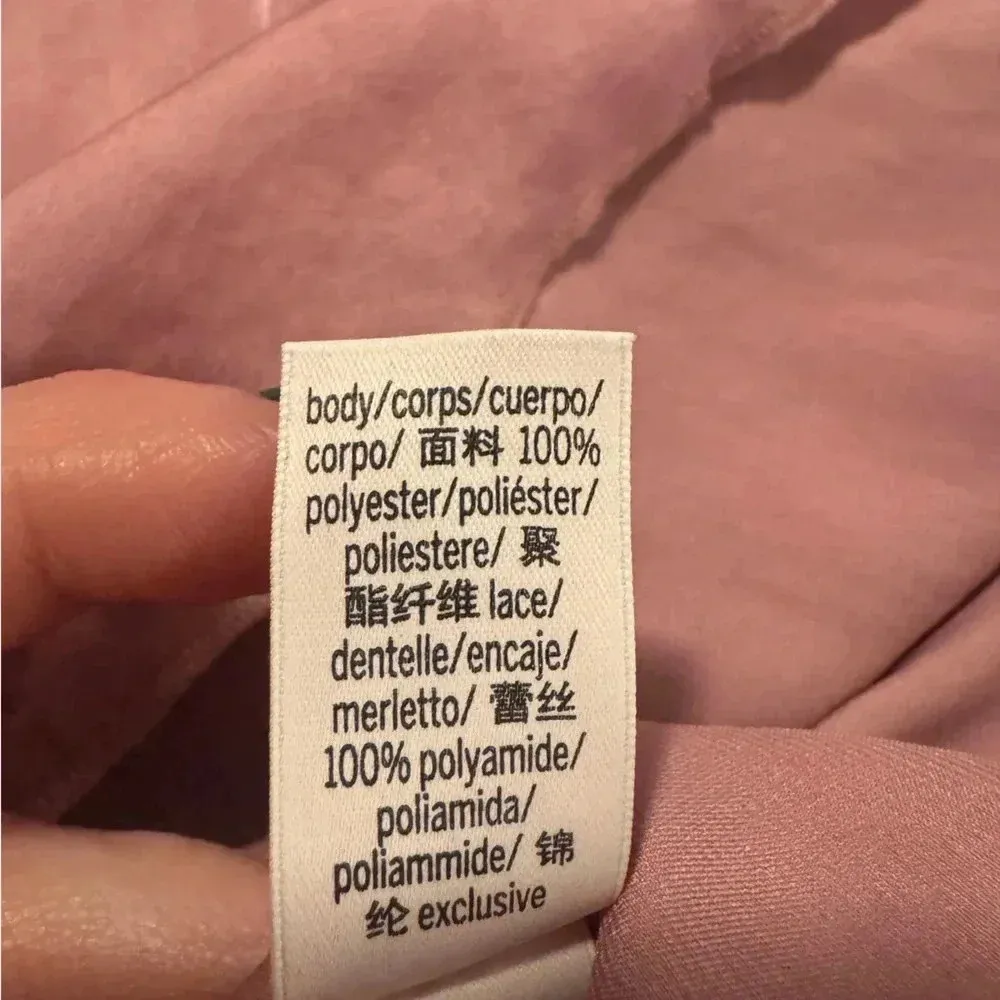 body/corps/cuerpo/
corpo/ 面料 100%
polyester/poliéster/
poliestere/ 聚
酯纤维 lace/
dentelle/encaje/
merletto/ 蕾丝
100% polyamide/
poliamida/
poliammide/ 锦
纶 exclusive